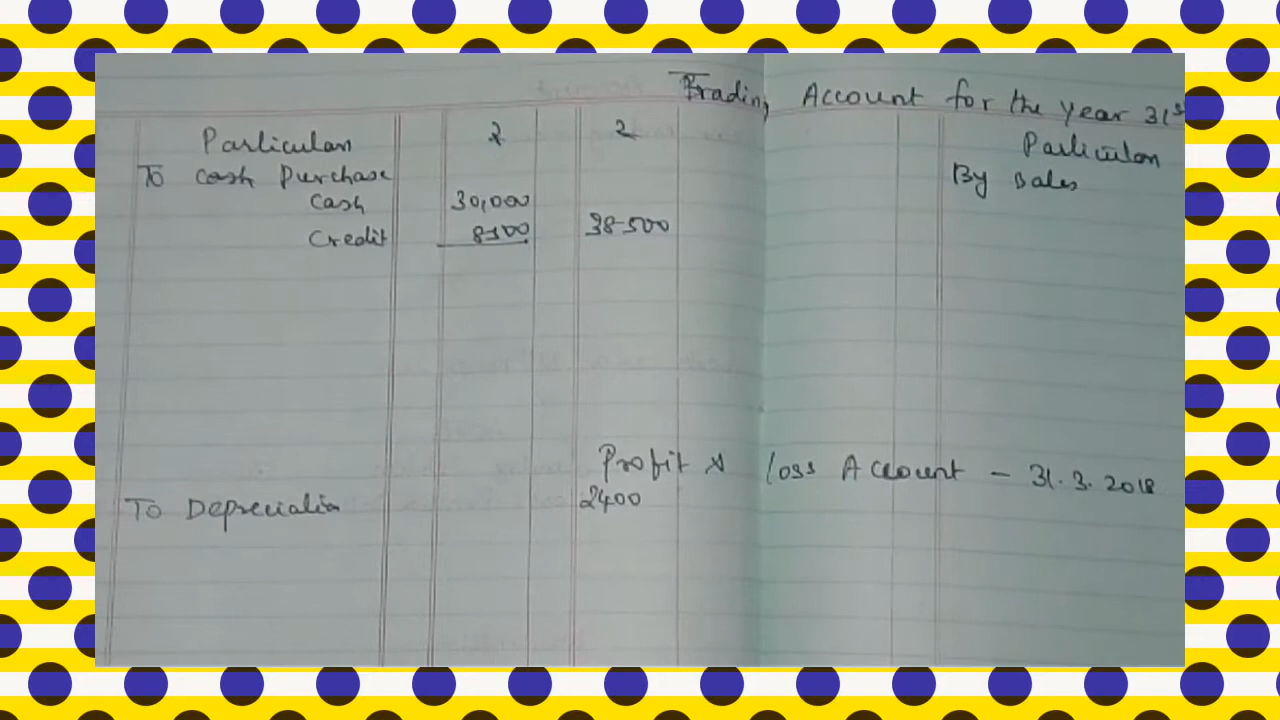 Trading Account for the year 31s
Particulars ₹ ₹ Particulars
To cash purchase By sales
Cash 30,000
Credit 8500 38500
Profit & loss Account - 31.3.2018
To Depreciation 2400